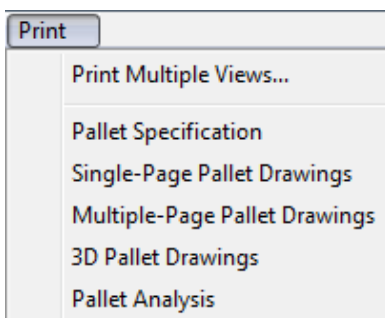 Print
Print Multiple Views...
Pallet Specification
Single-Page Pallet Drawings
Multiple-Page Pallet Drawings
3D Pallet Drawings
Pallet Analysis